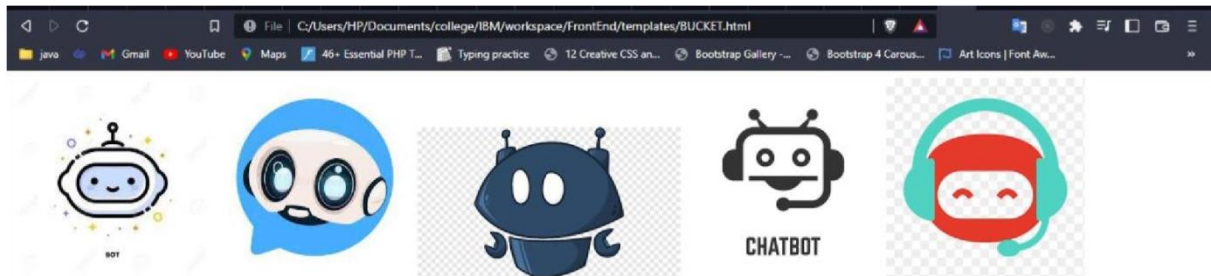 File | C:/Users/HP/Documents/college/IBM/workspace/FrontEnd/templates/BUCKET.html
java Gmail YouTube Maps 46+ Essential PHP T... Typing practice 12 Creative CSS an... Bootstrap Gallery -... Bootstrap 4 Carous... Art Icons | Font Aw...
BOT
CHATBOT